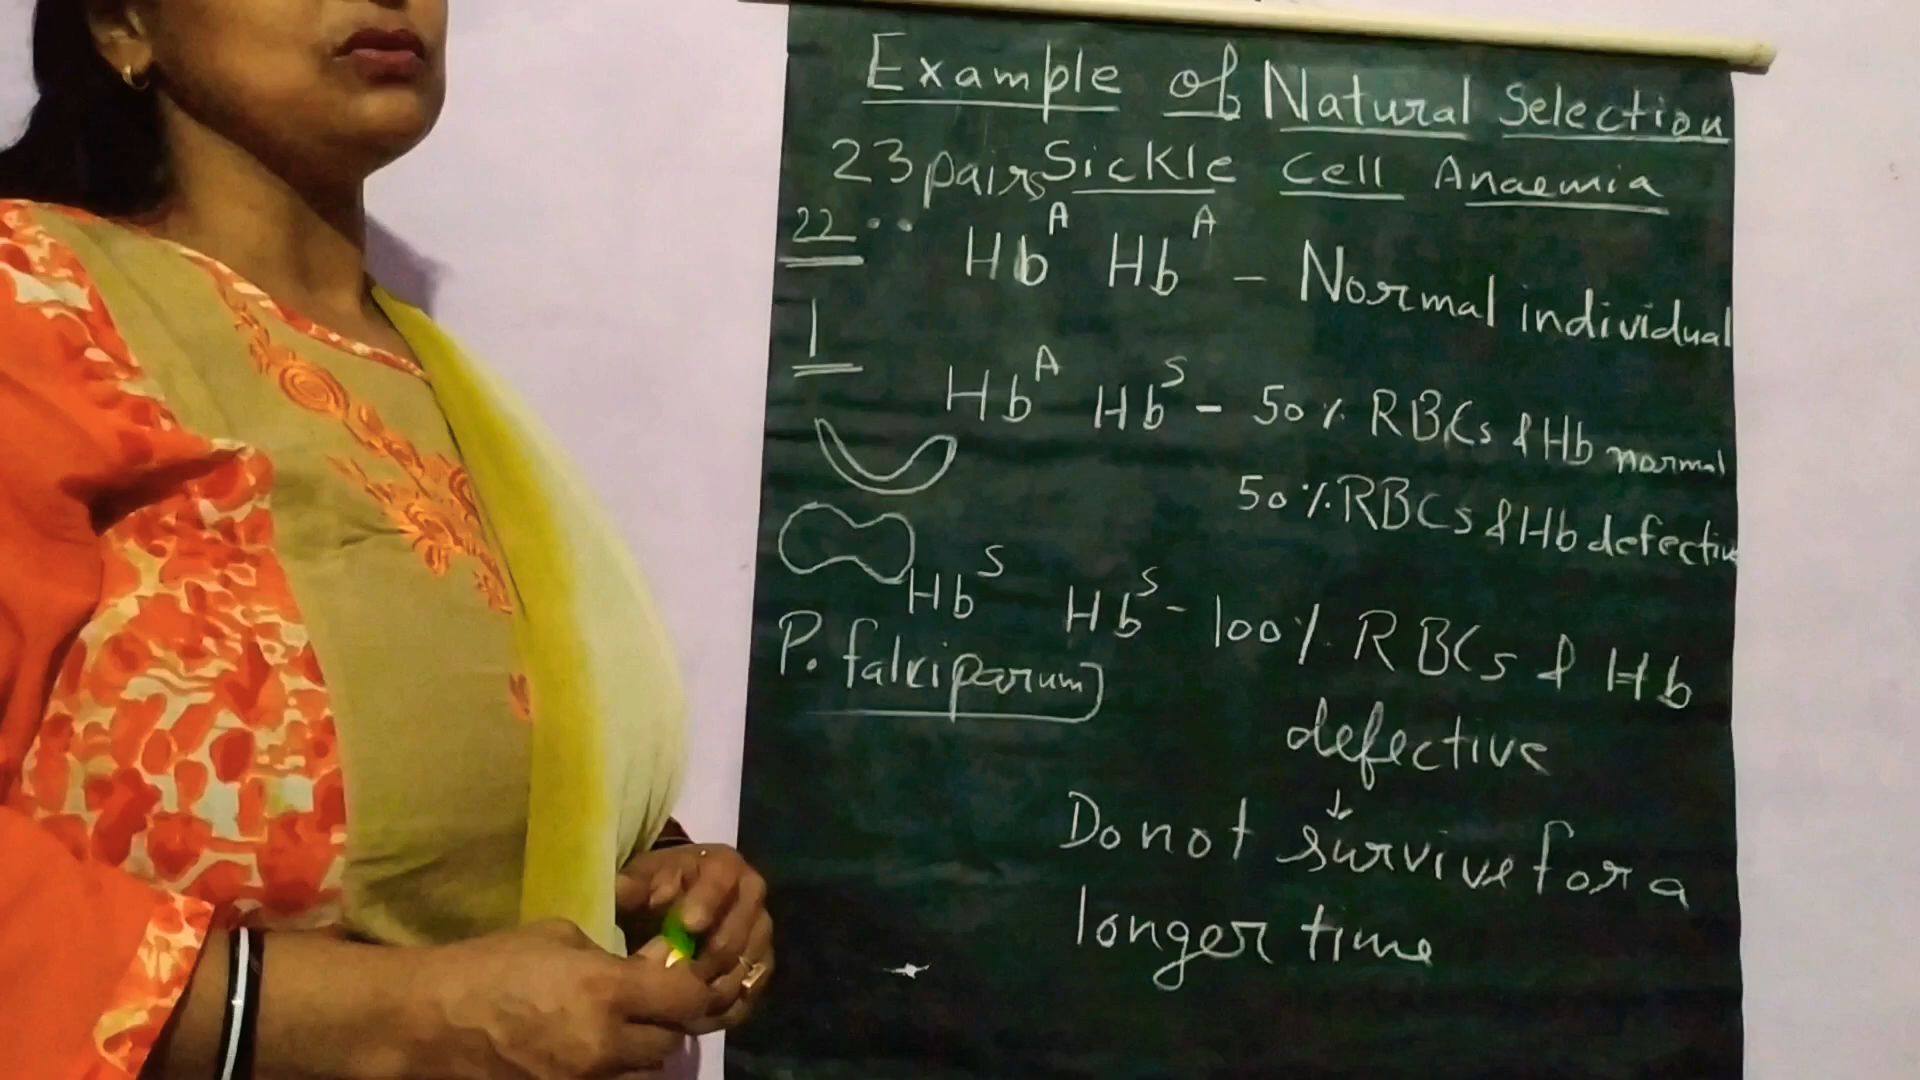 Example of Natural Selection
23 pairs Sickle Cell Anaemia
22
Hb^A Hb^A - Normal individual
1
Hb^A Hb^S - 50% RBCs & Hb normal
50% RBCs & Hb defective
Hb^S Hb^S - 100% RBCs & Hb
P. falciparum
defective
↓
Do not survive for a
longer time